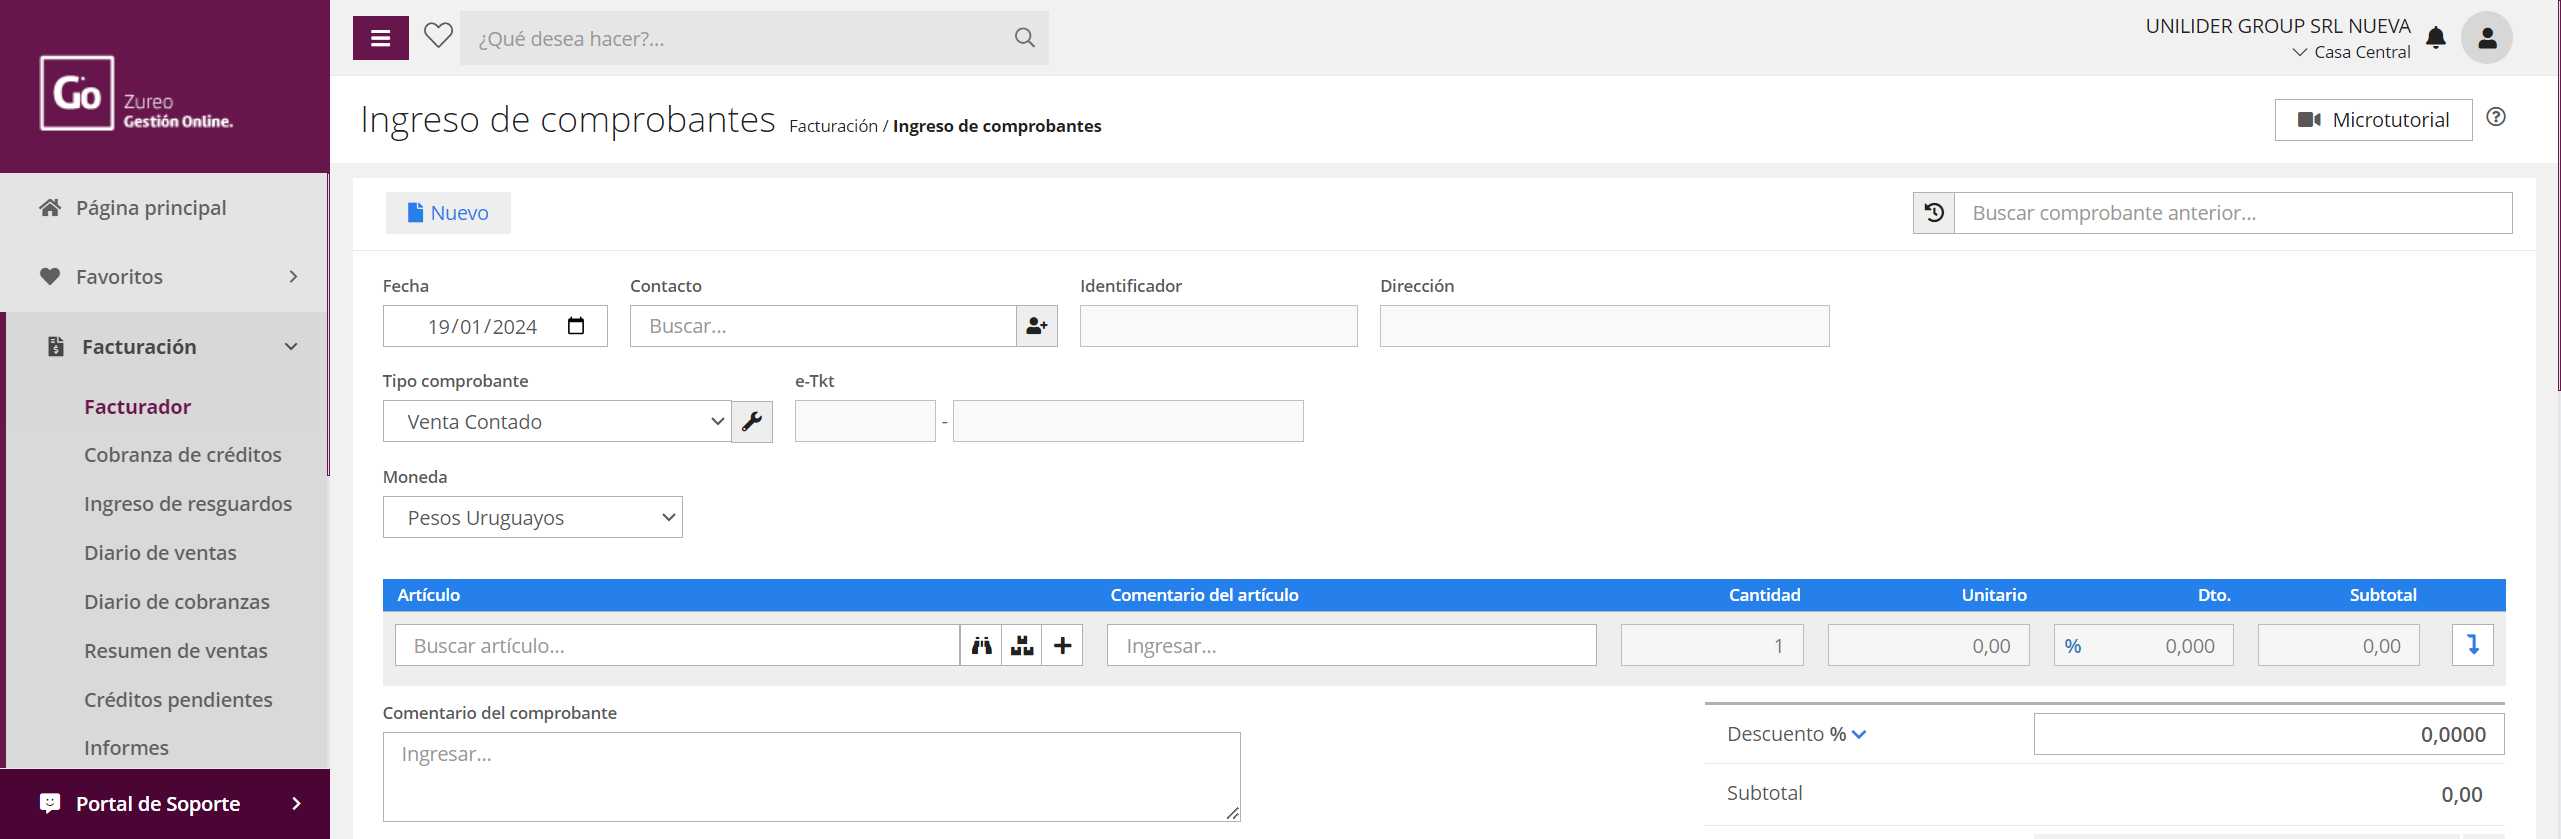 Go
Zureo
Gestión Online.
Página principal
Favoritos
Facturación
Facturador
Cobranza de créditos
Ingreso de resguardos
Diario de ventas
Diario de cobranzas
Resumen de ventas
Créditos pendientes
Informes
Portal de Soporte
¿Qué desea hacer?...
UNILIDER GROUP SRL NUEVA
Casa Central
Ingreso de comprobantes Facturación / Ingreso de comprobantes
Microtutorial
Nuevo
Buscar comprobante anterior...
Fecha Contacto Identificador Dirección
19/01/2024 Buscar...
Tipo comprobante e-Tkt
Venta Contado -
Moneda
Pesos Uruguayos
Artículo Comentario del artículo Cantidad Unitario Dto. Subtotal
Buscar artículo... Ingresar... 1 0,00 % 0,000 0,00
Comentario del comprobante
Ingresar...
Descuento % 0,0000
Subtotal 0,00